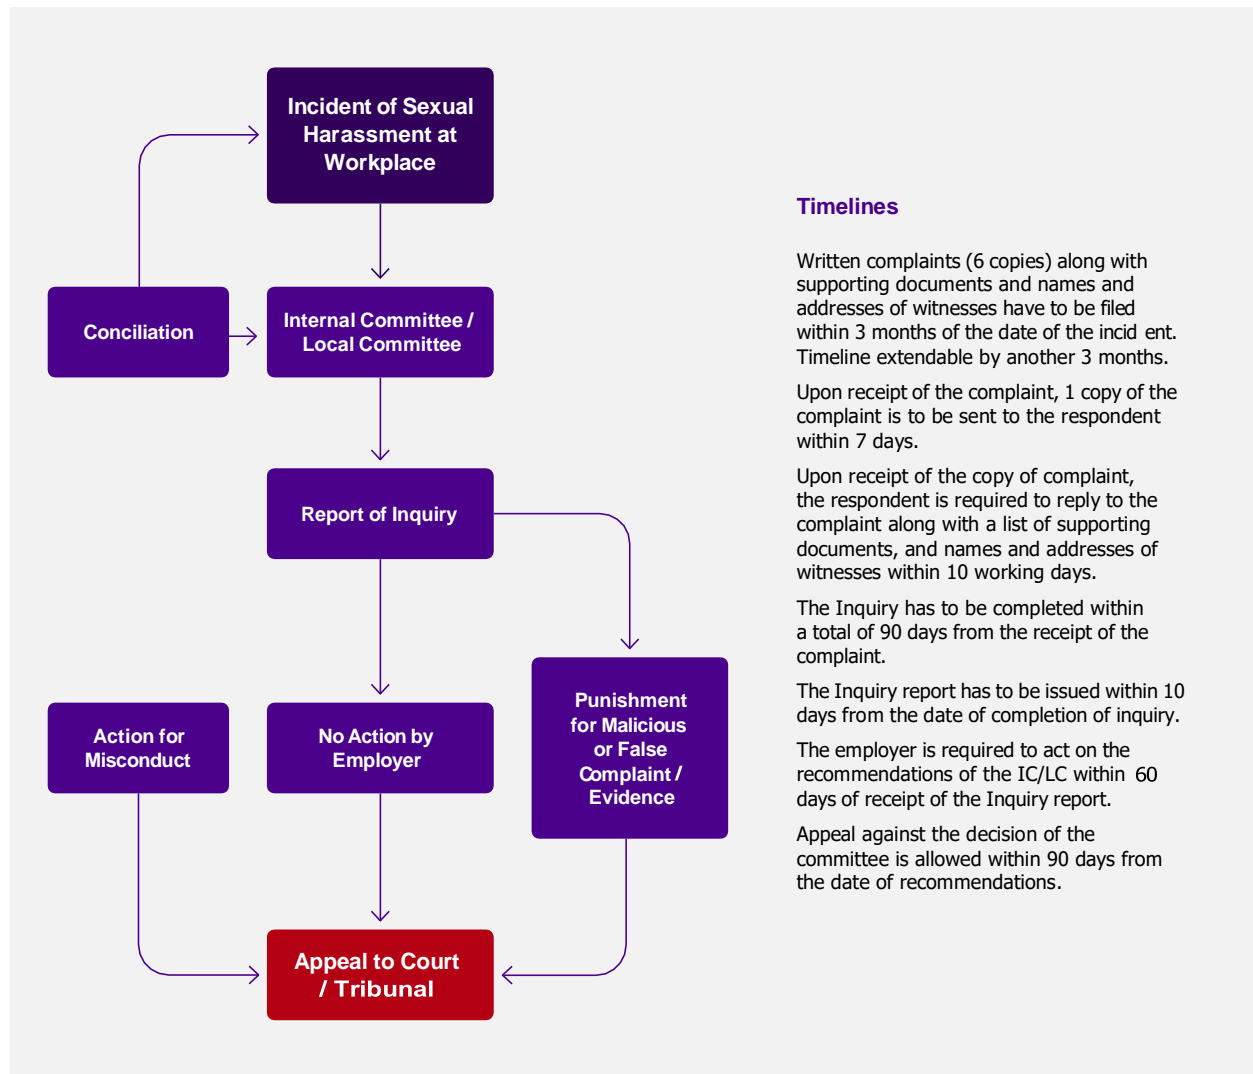 Incident of Sexual
Harassment at
Workplace
Conciliation
Internal Committee /
Local Committee
Report of Inquiry
Action for
Misconduct
No Action by
Employer
Punishment
for Malicious
or False
Complaint /
Evidence
Appeal to Court
/ Tribunal
Timelines
Written complaints (6 copies) along with
supporting documents and names and
addresses of witnesses have to be filed
within 3 months of the date of the incid ent.
Timeline extendable by another 3 months.
Upon receipt of the complaint, 1 copy of the
complaint is to be sent to the respondent
within 7 days.
Upon receipt of the copy of complaint,
the respondent is required to reply to the
complaint along with a list of supporting
documents, and names and addresses of
witnesses within 10 working days.
The Inquiry has to be completed within
a total of 90 days from the receipt of the
complaint.
The Inquiry report has to be issued within 10
days from the date of completion of inquiry.
The employer is required to act on the
recommendations of the IC/LC within 60
days of receipt of the Inquiry report.
Appeal against the decision of the
committee is allowed within 90 days from
the date of recommendations.